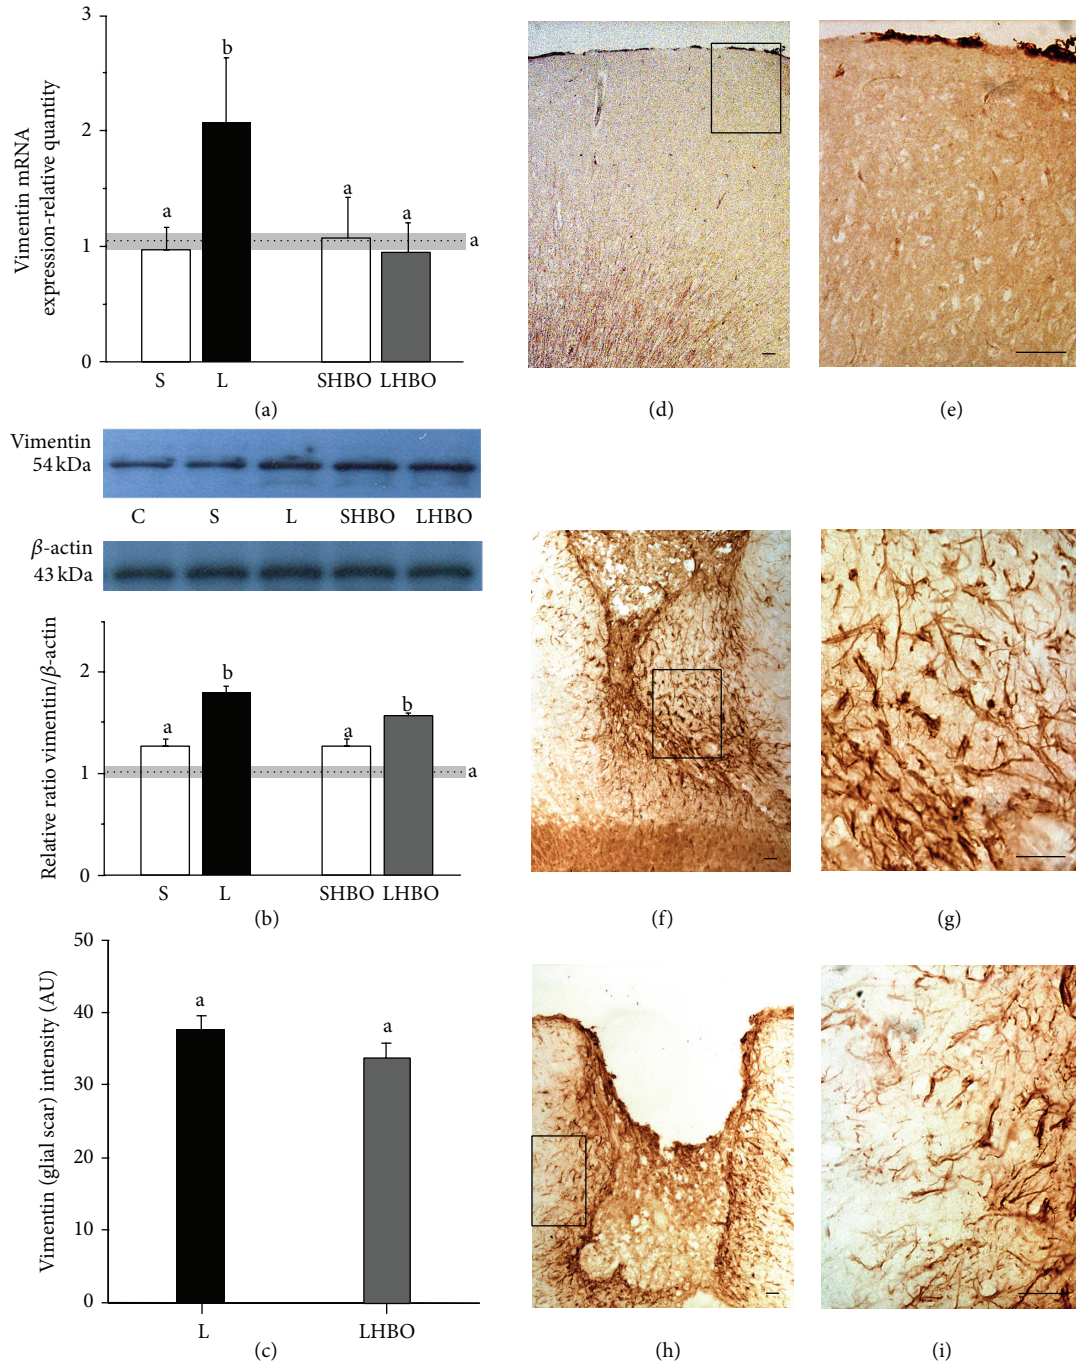 3
2
1
0
Vimentin mRNA
expression-relative quantity
a
b
a
a
a
S
L
SHBO
LHBO
(a)
(d)
(e)
Vimentin
54 kDa
C
S
L
SHBO
LHBO
β-actin
43 kDa
2
1
0
Relative ratio vimentin/β-actin
a
b
a
b
a
S
L
SHBO
LHBO
(b)
(f)
(g)
50
40
30
20
10
0
Vimentin (glial scar) intensity (AU)
a
a
L
LHBO
(c)
(h)
(i)